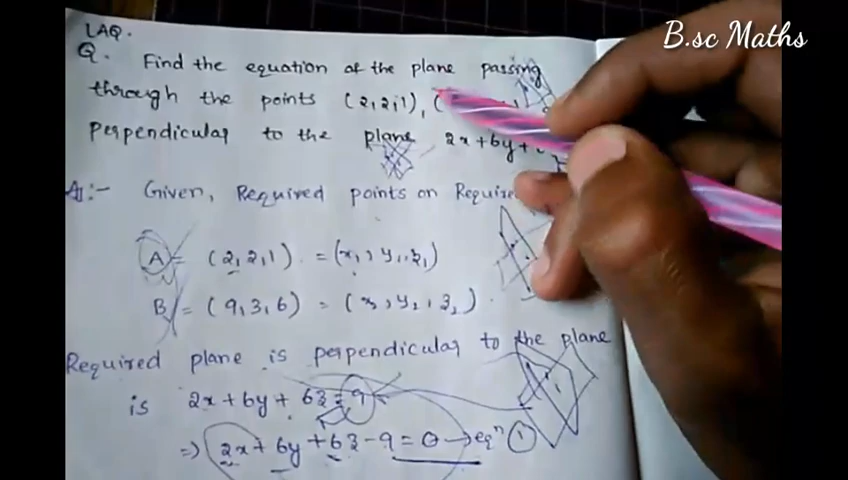 B.sc Maths
LAQ.
Q. Find the equation of the plane passing
through the points (2,2,1), (
Perpendicular to the plane 2x+6y+
A:- Given, Required points on Require
A = (2,2,1) = (x₁,y₁,z₁)
B = (9,3,6) = (x₂,y₂,z₂).
Required plane is perpendicular to the plane
is 2x+6y+6z=9
=> 2x+6y+6z-9=0 → eqⁿ ①